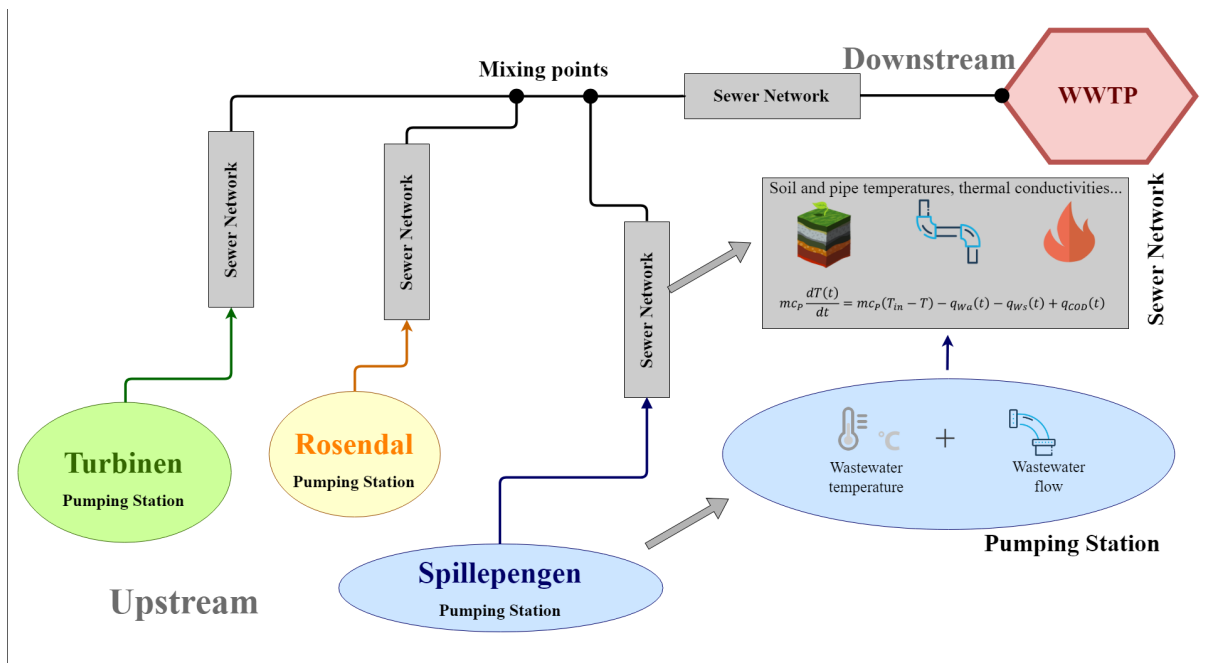 Downstream
Mixing points
Sewer Network
WWTP
Sewer Network
Sewer Network
Sewer Network
Soil and pipe temperatures, thermal conductivities...
mc_P dT(t)/dt = mc_P(T_in − T) − q_Wa(t) − q_Ws(t) + q_COD(t)
Sewer Network
Turbinen
Pumping Station
Rosendal
Pumping Station
°C
+
Wastewater
temperature
Wastewater
flow
Pumping Station
Spillepengen
Pumping Station
Upstream